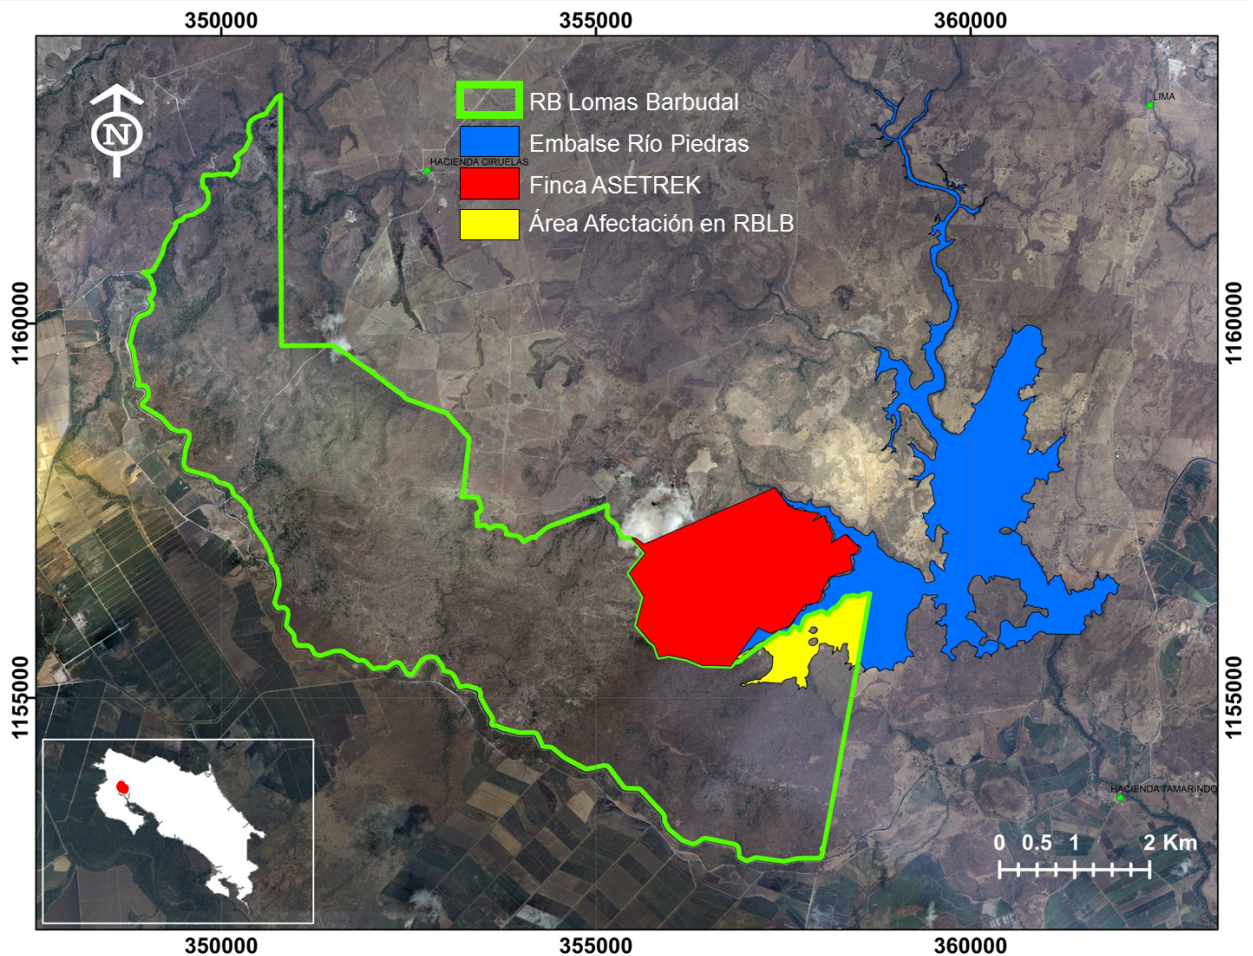 350000 355000 360000
N
RB Lomas Barbudal
LIMA
Embalse Río Piedras
HACIENDA CIRUELAS
Finca ASETREK
Área Afectación en RBLB
1160000 1160000
1155000 1155000
HACIENDA TAMARINDO
0 0.5 1 2 Km
350000 355000 360000